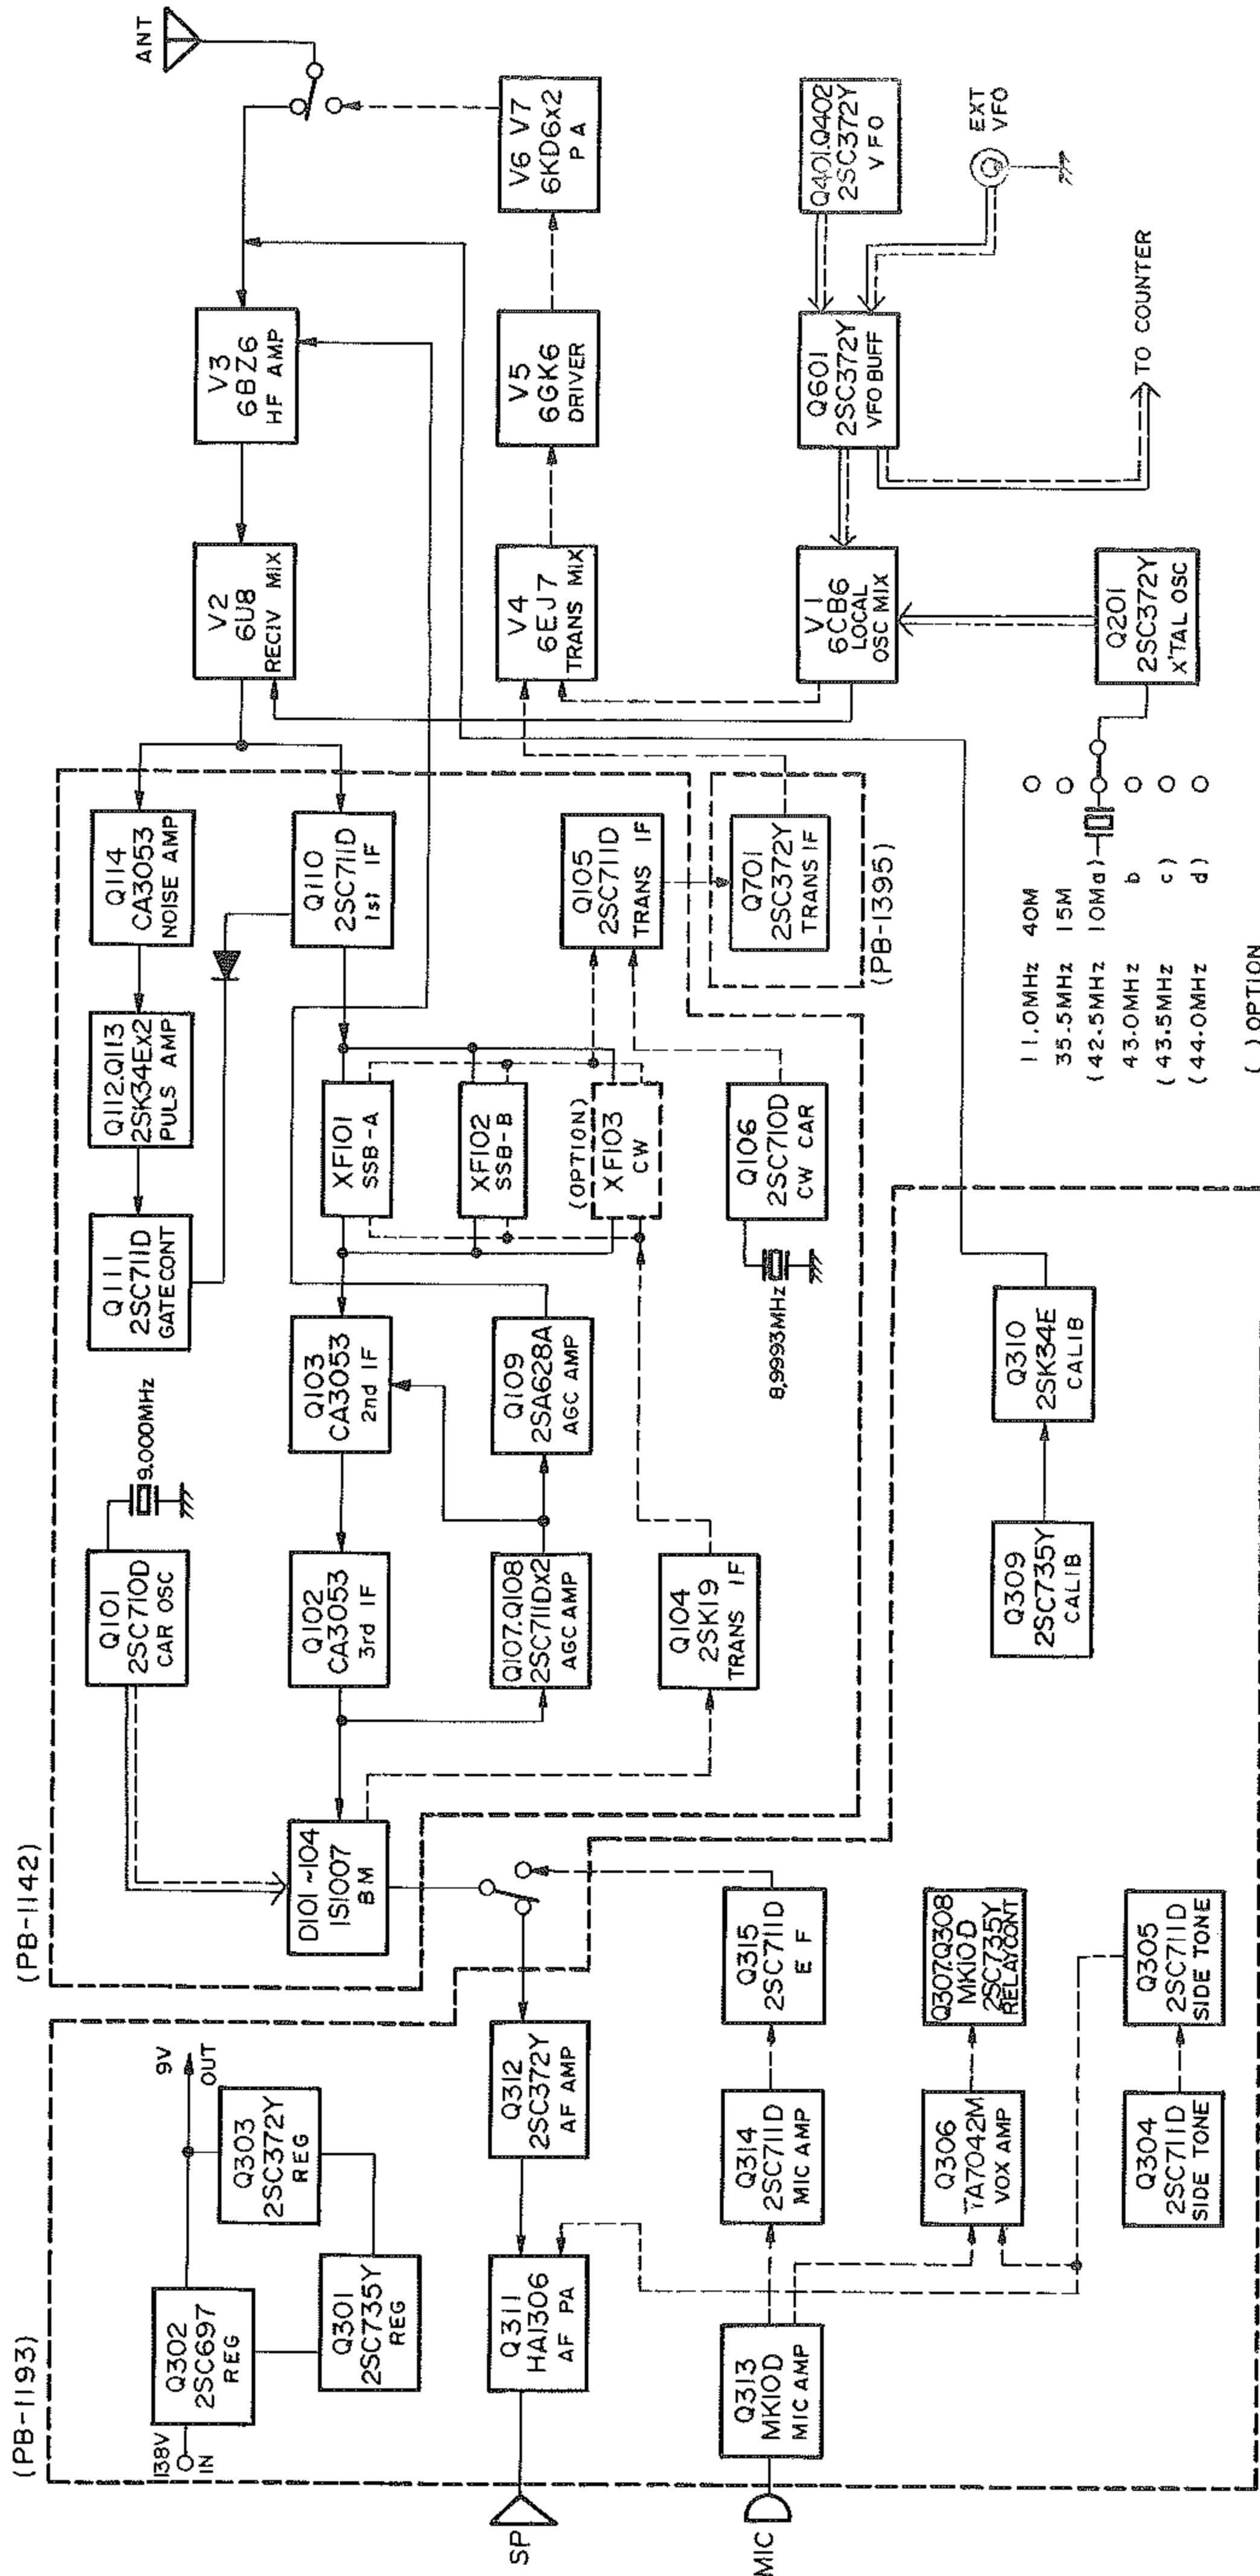 (PB-1193)
138V
IN
Q302
2SC697
REG
9V
OUT
Q303
2SC372Y
REG
Q301
2SC735Y
REG
SP
Q311
HA1306
AF PA
Q312
2SC372Y
AF AMP
MIC
Q313
MK10D
MIC AMP
Q314
2SC711D
MIC AMP
Q315
2SC711D
E F
Q306
TA7042M
VOX AMP
Q307.Q308
MK10D
2SC735Y
RELAY CONT
Q304
2SC711D
SIDE TONE
Q305
2SC711D
SIDE TONE
Q309
2SC735Y
CALIB
Q310
2SK34E
CALIB
(PB-1142)
Q101
2SC710D
CAR OSC
9.000MHz
Q111
2SC711D
GATE CONT
Q112.Q113
2SK34Ex2
PULS AMP
Q114
CA3053
NOISE AMP
D101~104
1S1007
BM
Q102
CA3053
3rd IF
Q103
CA3053
2nd IF
XF101
SSB-A
XF102
SSB-B
(OPTION)
XF103
CW
Q110
2SC711D
1st IF
Q107.Q108
2SC711Dx2
AGC AMP
Q109
2SA628A
AGC AMP
Q104
2SK19
TRANS IF
8,9993MHz
Q106
2SC710D
CW CAR
Q105
2SC711D
TRANS IF
Q701
2SC372Y
TRANS IF
(PB-1395)
V2
6U8
RECIV MIX
V3
6BZ6
HF AMP
ANT
V4
6EJ7
TRANS MIX
V5
6GK6
DRIVER
V6 V7
6KD6x2
P A
V1
6CB6
LOCAL
OSC MIX
Q601
2SC372Y
VFO BUFF
Q401.Q402
2SC372Y
VFO
EXT
VFO
TO COUNTER
Q201
2SC372Y
X'TAL OSC
11.0MHz 40M
35.5MHz 15M
(42.5MHz 10Ma)
43.0MHz b
(43.5MHz c)
(44.0MHz d)
( ) OPTION